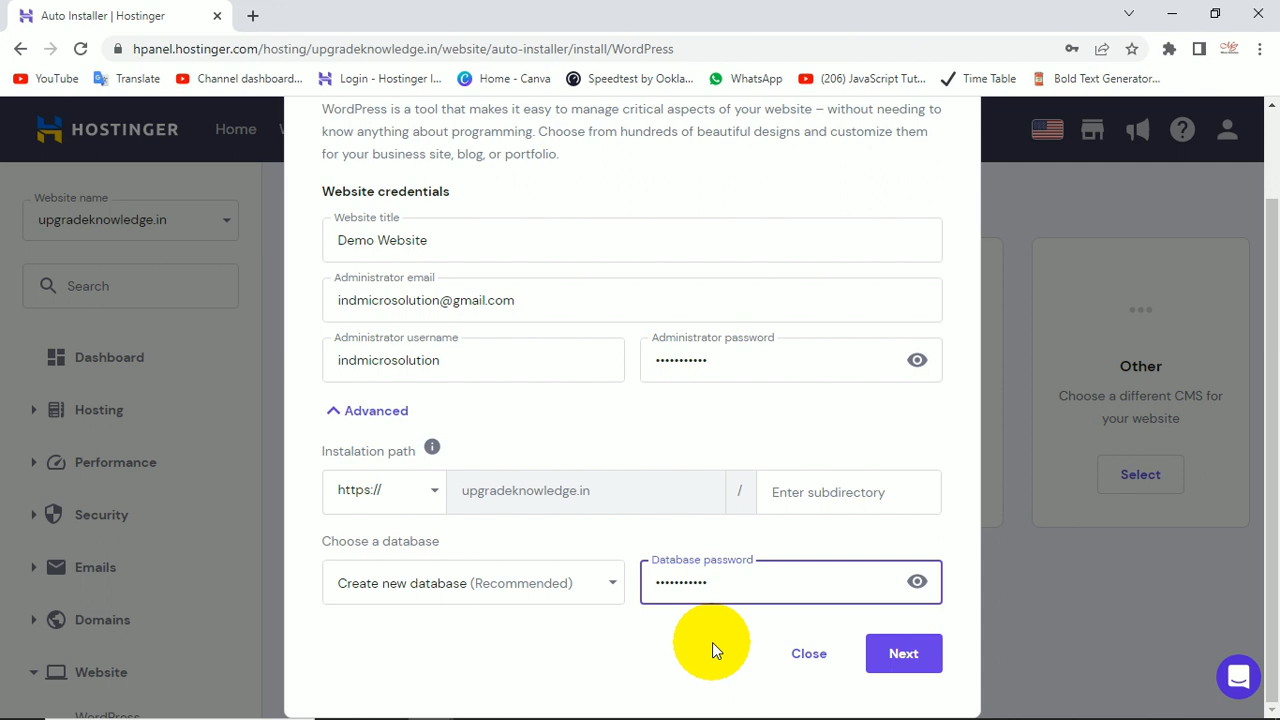 Auto Installer | Hostinger
hpanel.hostinger.com/hosting/upgradeknowledge.in/website/auto-installer/install/WordPress
YouTube
Translate
Channel dashboard...
Login - Hostinger I...
Home - Canva
Speedtest by Ookla...
WhatsApp
(206) JavaScript Tut...
Time Table
Bold Text Generator...
HOSTINGER
Home
Website name
upgradeknowledge.in
Search
Dashboard
Hosting
Performance
Security
Emails
Domains
Website
WordPress
WordPress is a tool that makes it easy to manage critical aspects of your website – without needing to
know anything about programming. Choose from hundreds of beautiful designs and customize them
for your business site, blog, or portfolio.
Website credentials
Website title
Demo Website
Administrator email
indmicrosolution@gmail.com
Administrator username
indmicrosolution
Administrator password
•••••••••••
Advanced
Instalation path
https://
upgradeknowledge.in
/
Enter subdirectory
Choose a database
Create new database (Recommended)
Database password
•••••••••••
Close
Next
Other
Choose a different CMS for
your website
Select